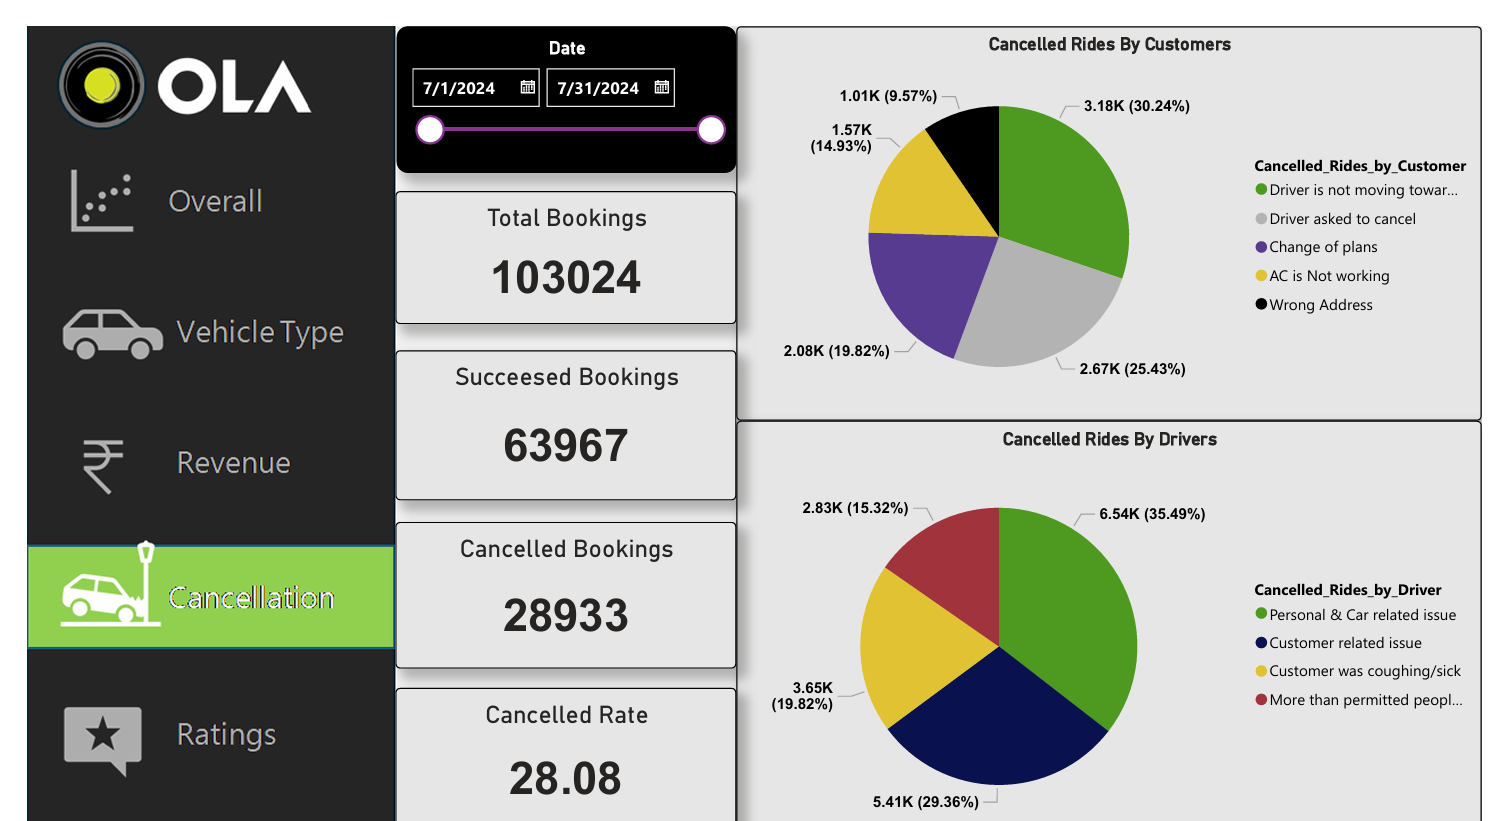 OLA
Overall
Vehicle Type
Revenue
Cancellation
Ratings
Date
7/1/2024
7/31/2024
Total Bookings
103024
Succeesed Bookings
63967
Cancelled Bookings
28933
Cancelled Rate
28.08
Cancelled Rides By Customers
1.01K (9.57%)
3.18K (30.24%)
1.57K
(14.93%)
2.08K (19.82%)
2.67K (25.43%)
Cancelled_Rides_by_Customer
Driver is not moving towar...
Driver asked to cancel
Change of plans
AC is Not working
Wrong Address
Cancelled Rides By Drivers
2.83K (15.32%)
6.54K (35.49%)
3.65K
(19.82%)
5.41K (29.36%)
Cancelled_Rides_by_Driver
Personal & Car related issue
Customer related issue
Customer was coughing/sick
More than permitted peopl...